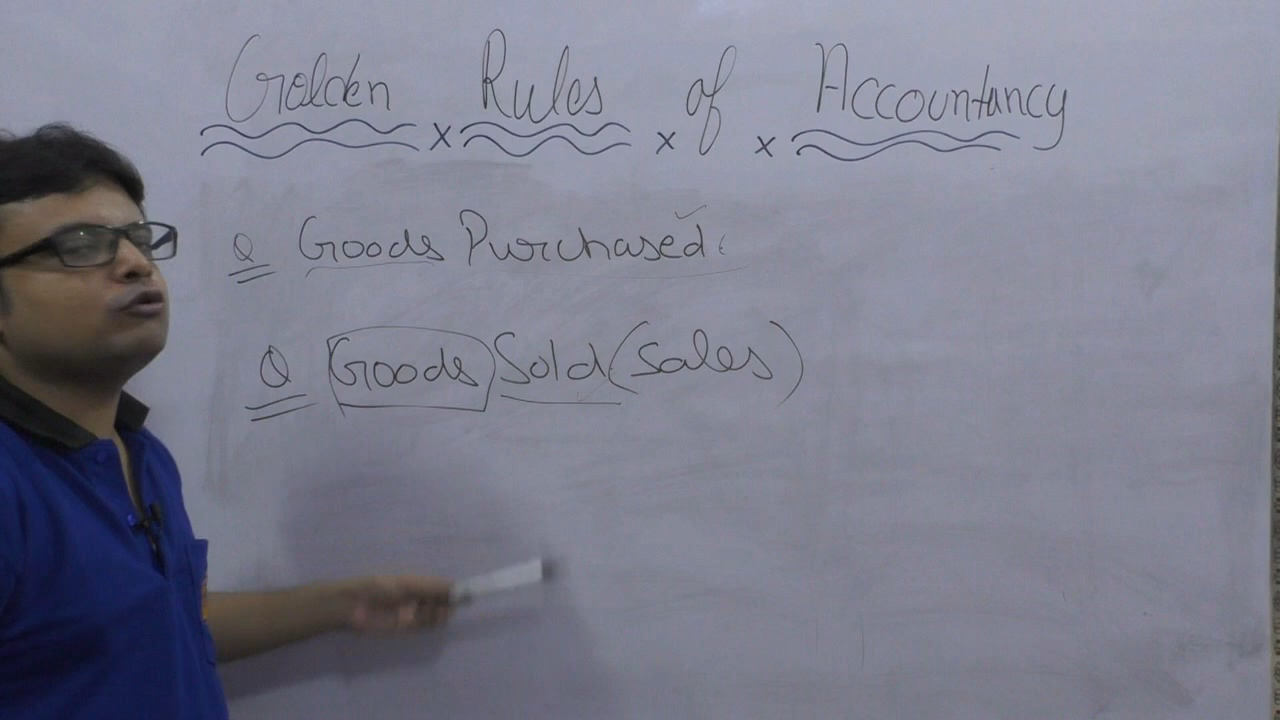 Golden Rules of Accountancy
Q Goods Purchased
Q Goods Sold (Sales)